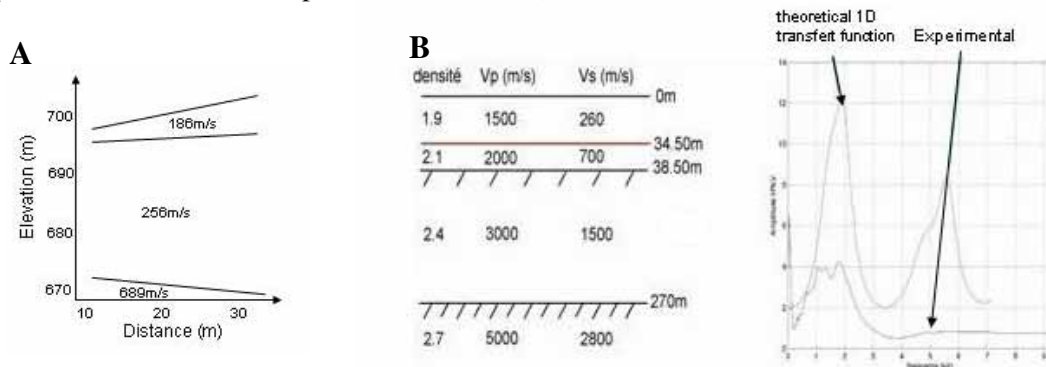 A
700
690
680
670
Elevation (m)
186m/s
256m/s
689m/s
10 20 30
Distance (m)
B
densité Vp (m/s) Vs (m/s)
0m
1.9 1500 260
34.50m
2.1 2000 700
38.50m
2.4 3000 1500
270m
2.7 5000 2800
theoretical 1D
transfert function
Experimental